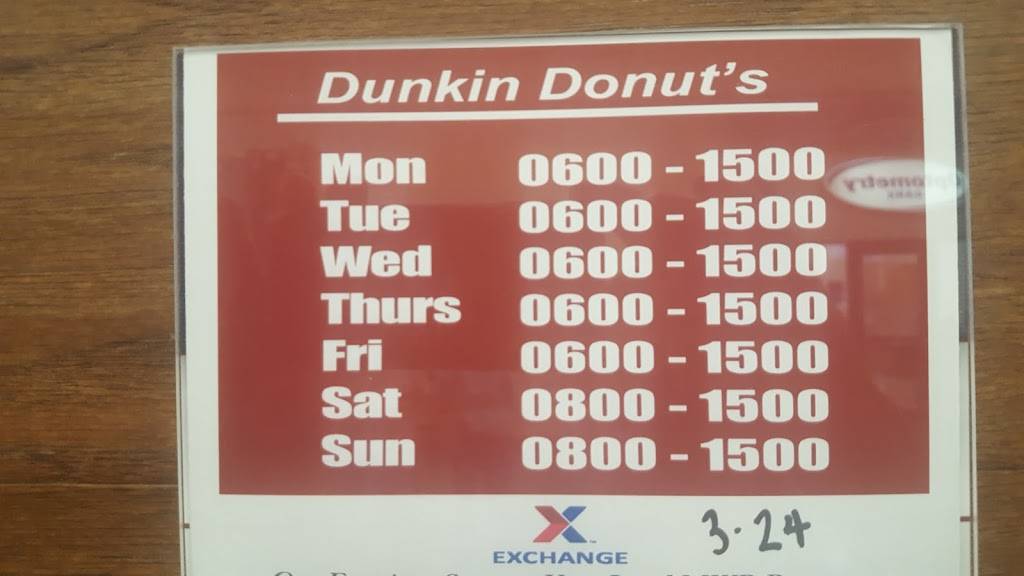 Dunkin Donut's
Mon 0600 - 1500
Tue 0600 - 1500
Wed 0600 - 1500
Thurs 0600 - 1500
Fri 0600 - 1500
Sat 0800 - 1500
Sun 0800 - 1500
Optometry
X
EXCHANGE
3.24